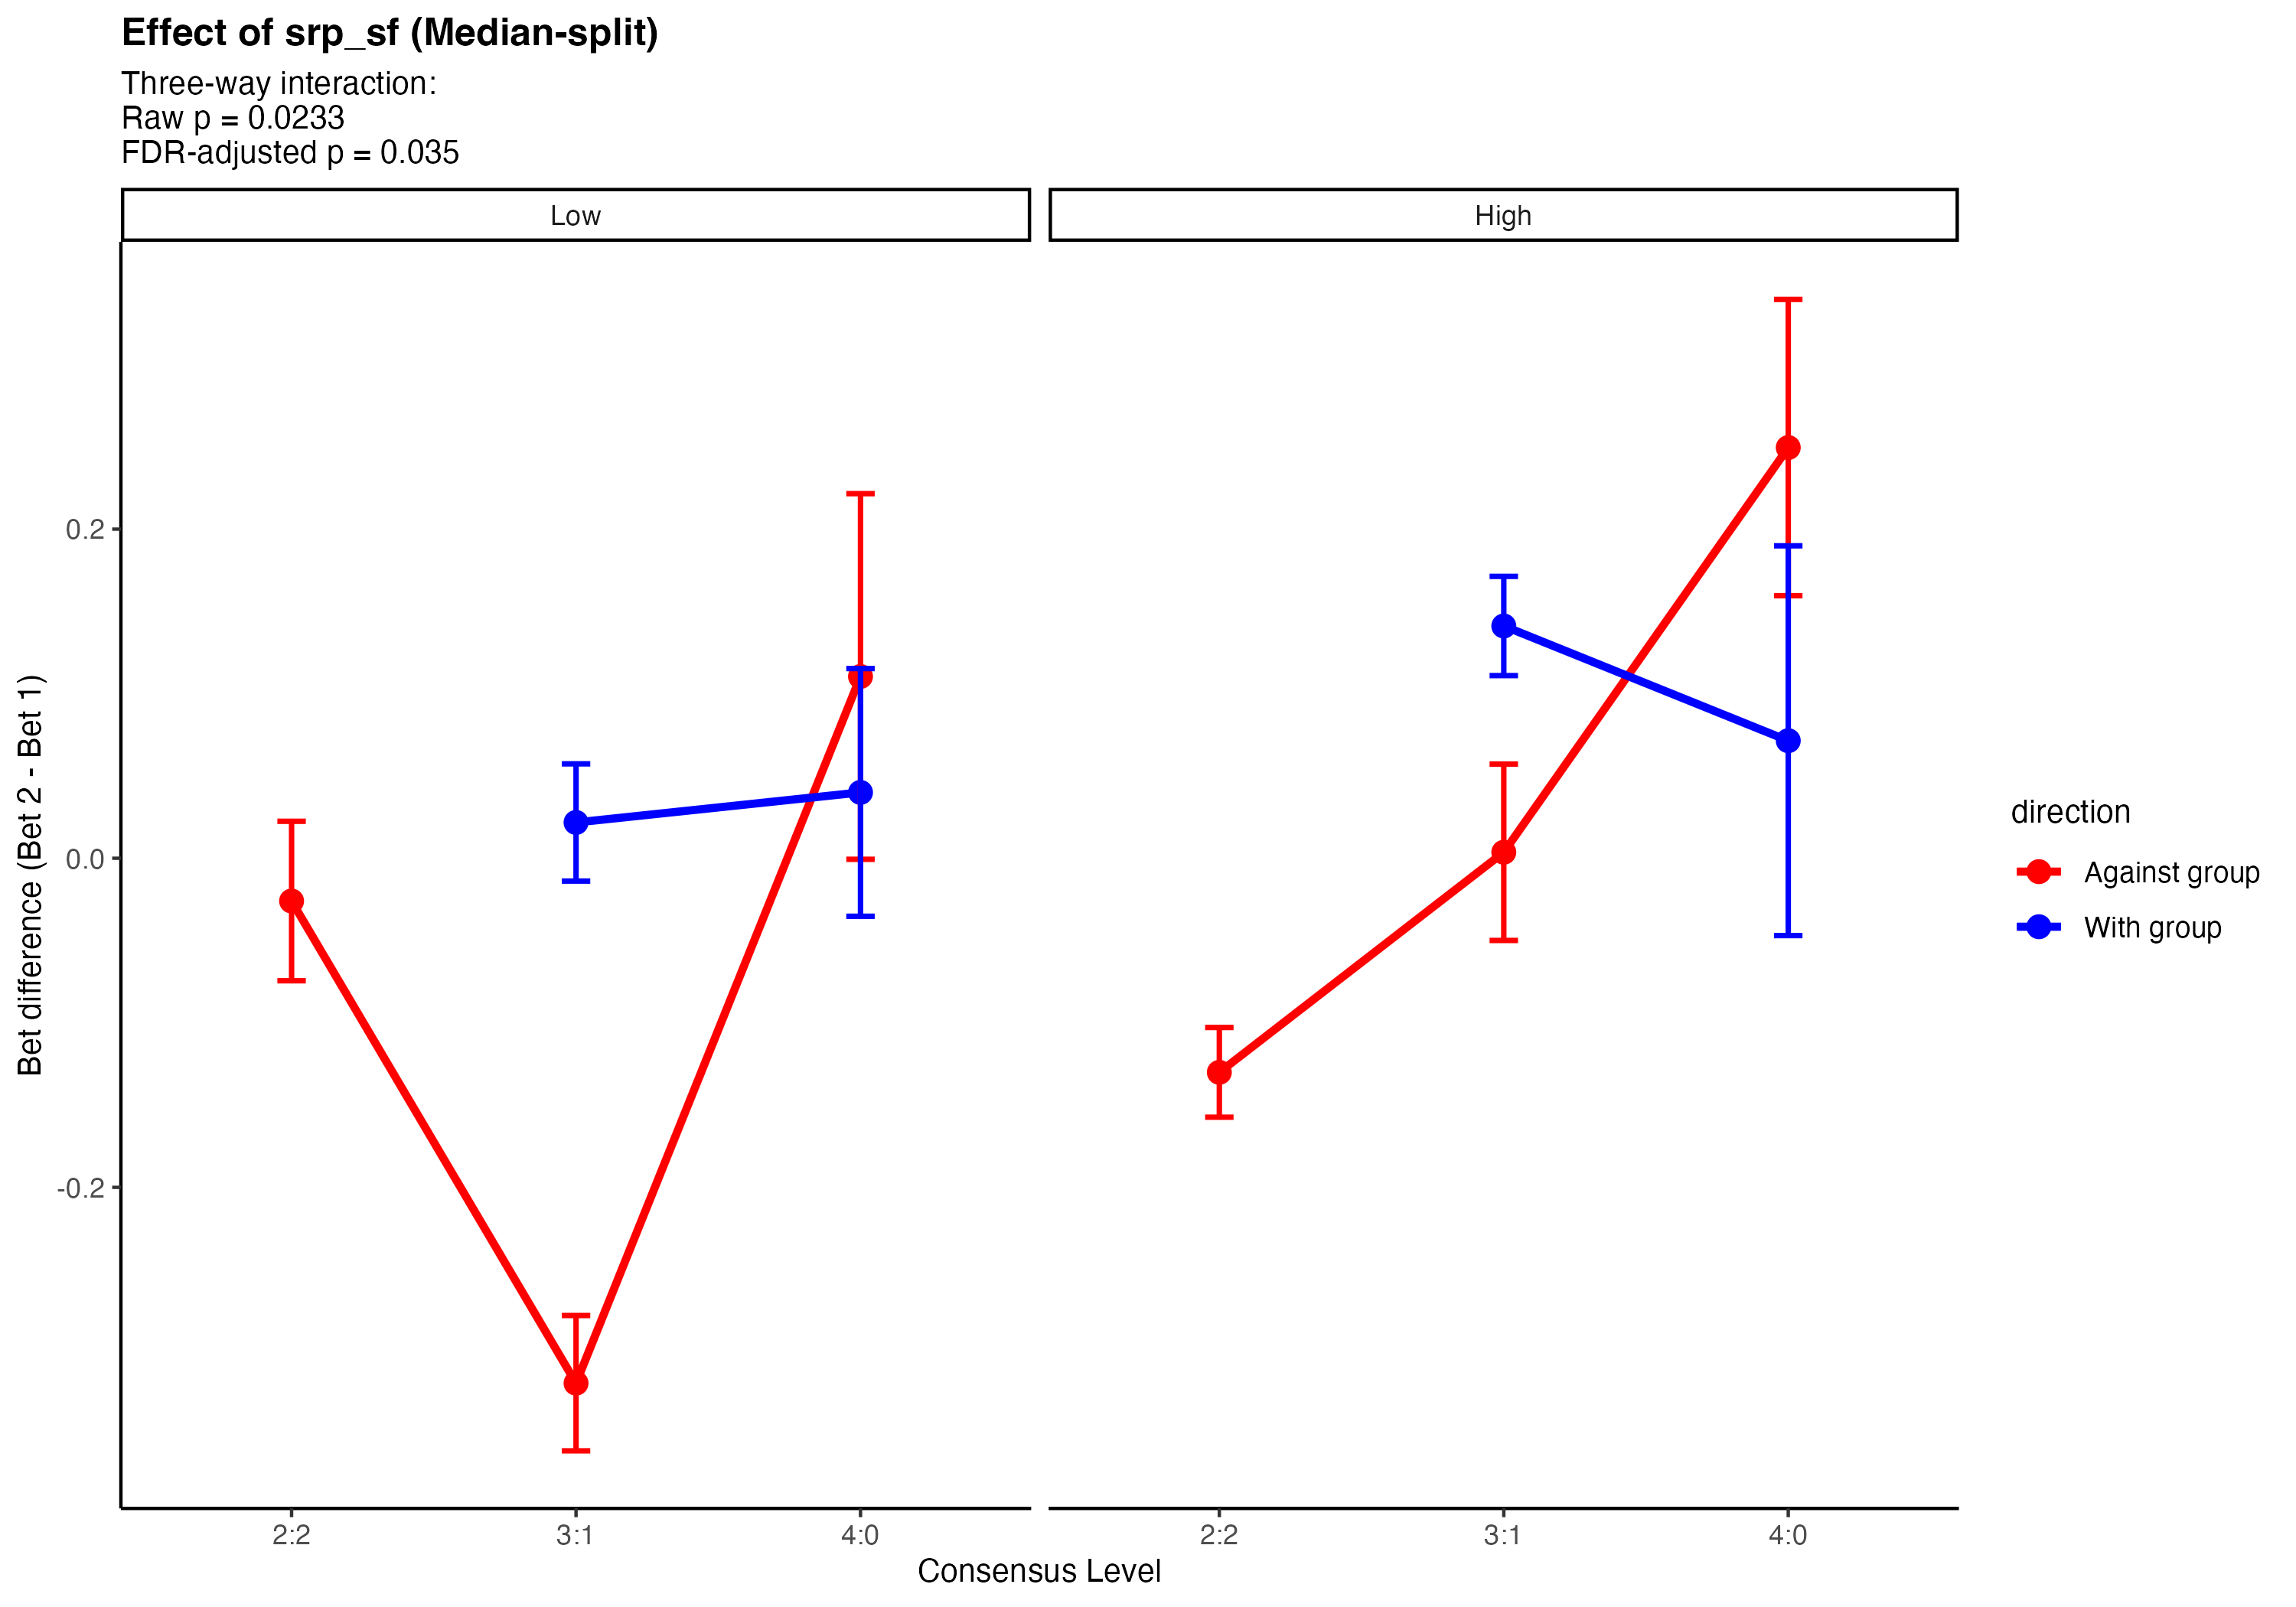 Effect of srp_sf (Median-split)
Three-way interaction:
Raw p = 0.0233
FDR-adjusted p = 0.035
Low
High
0.2
0.0
-0.2
Bet difference (Bet 2 - Bet 1)
2:2
3:1
4:0
2:2
3:1
4:0
Consensus Level
direction
Against group
With group